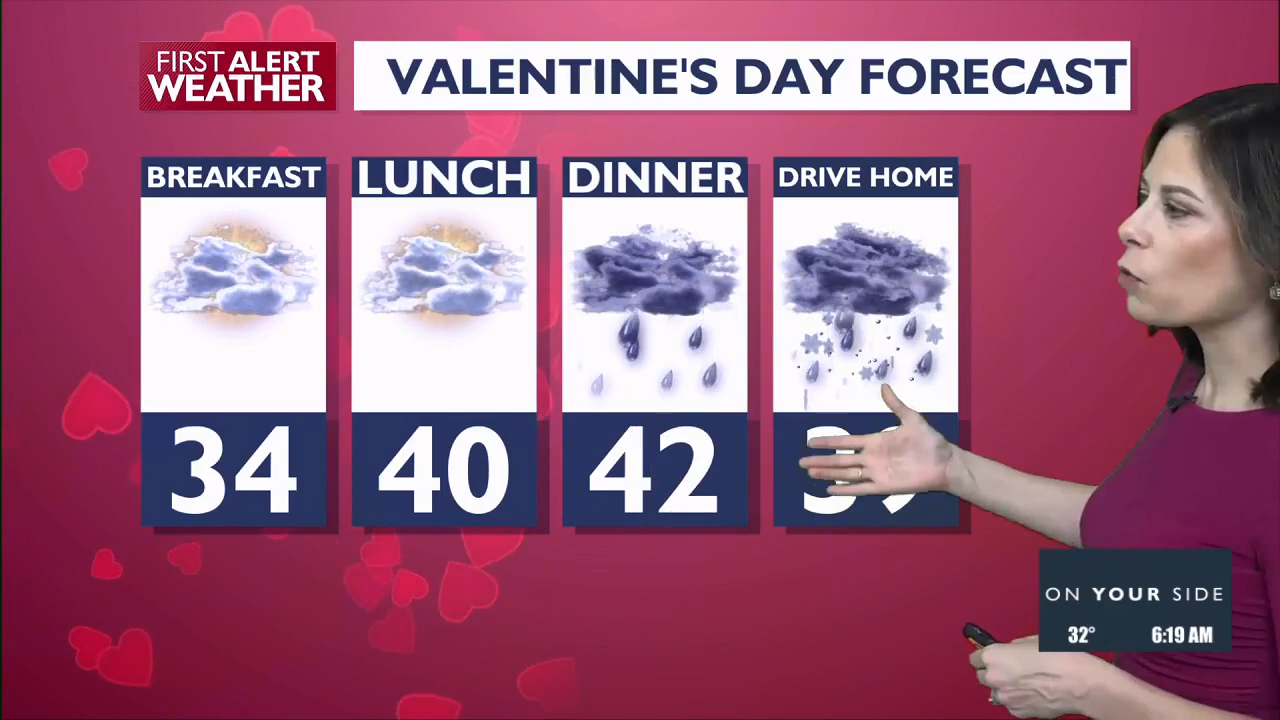 FIRST ALERT
WEATHER
VALENTINE'S DAY FORECAST
BREAKFAST
LUNCH
DINNER
DRIVE HOME
34
40
42
39
ON YOUR SIDE
32° 6:19 AM